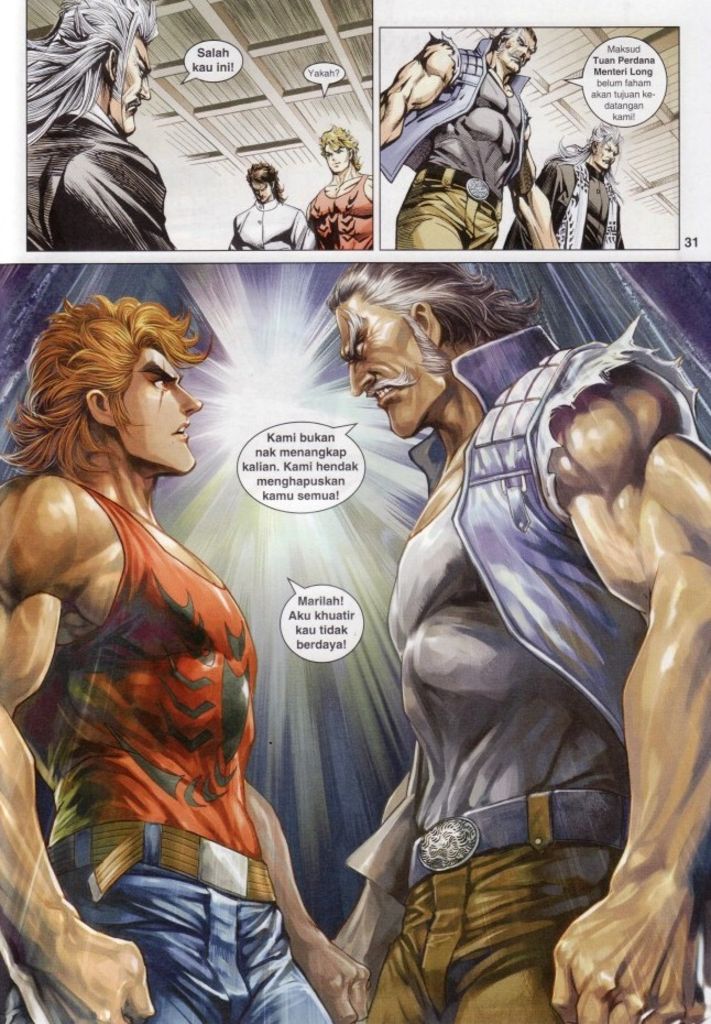 Salah
kau ini!
Yakah?
Maksud
Tuan Perdana
Menteri Long
belum faham
akan tujuan ke-
datangan
kami!
31
Kami bukan
nak menangkap
kalian. Kami hendak
menghapuskan
kamu semua!
Marilah!
Aku khuatir
kau tidak
berdaya!